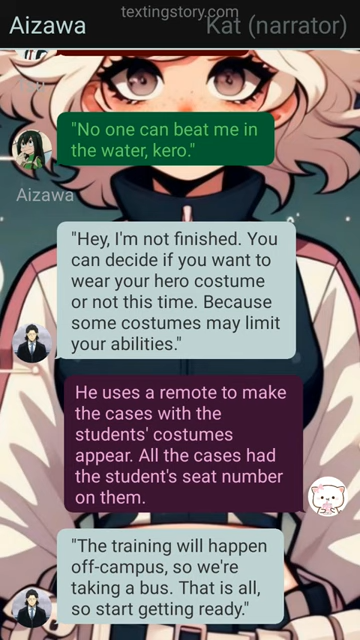 textingstory.com
Aizawa
Kat (narrator)
"No one can beat me in
the water, kero."
Aizawa
"Hey, I'm not finished. You
can decide if you want to
wear your hero costume
or not this time. Because
some costumes may limit
your abilities."
He uses a remote to make
the cases with the
students' costumes
appear. All the cases had
the student's seat number
on them.
"The training will happen
off-campus, so we're
taking a bus. That is all,
so start getting ready."